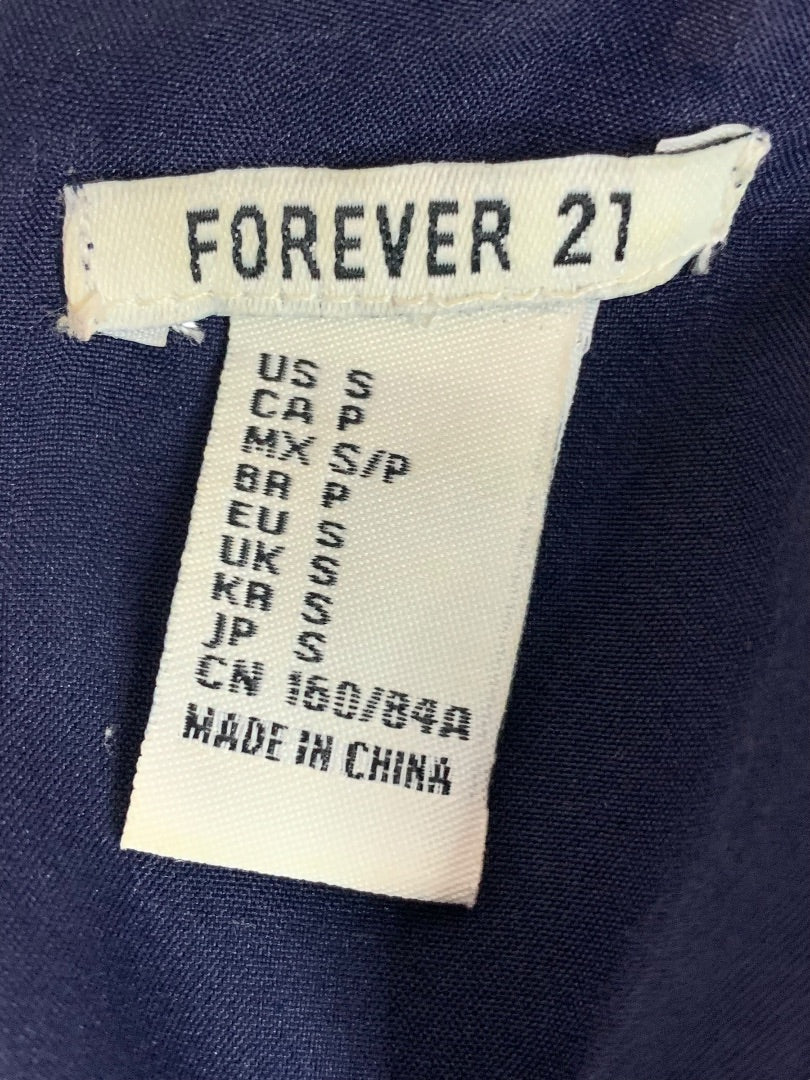 FOREVER 21
US S
CA P
MX S/P
BR P
EU S
UK S
KR S
JP S
CN 160/84A
MADE IN CHINA